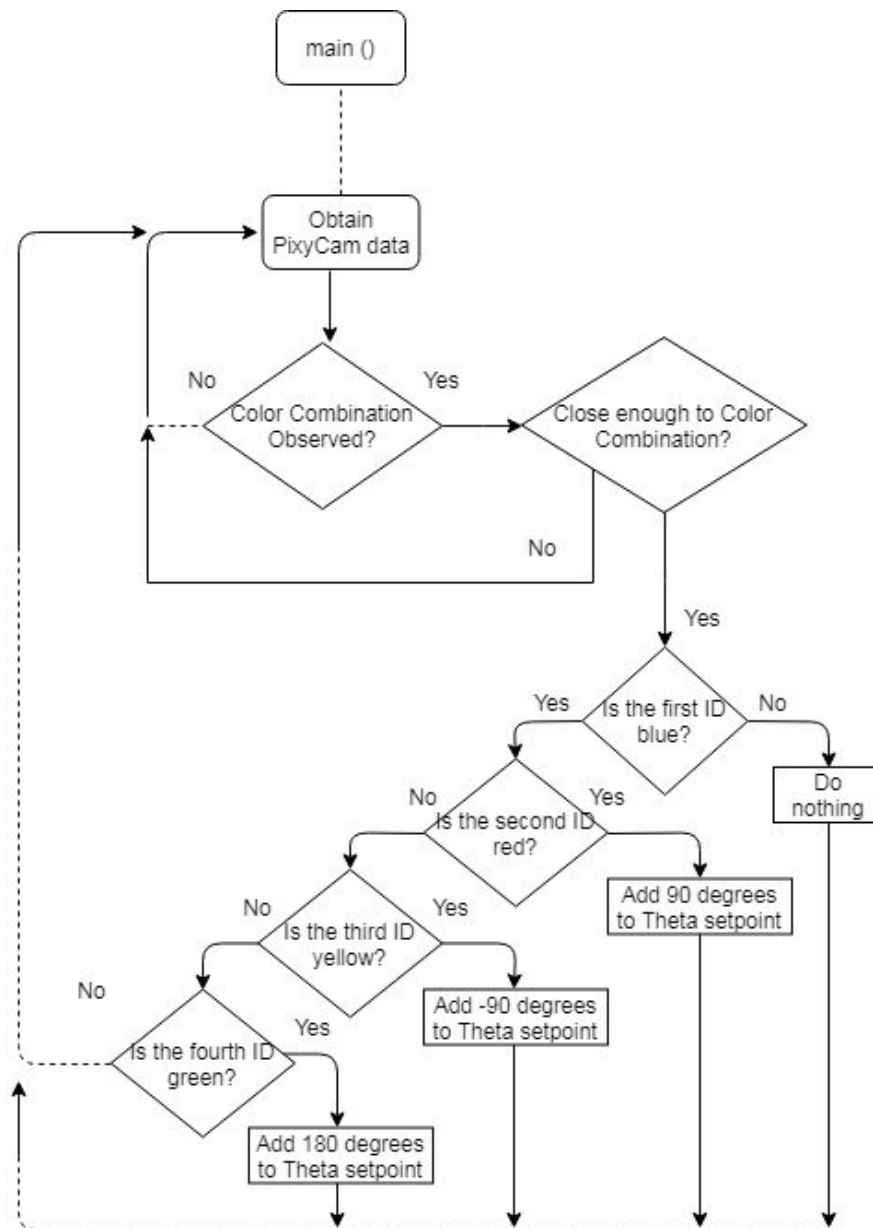 main ()
Obtain
PixyCam data
No
Yes
Color Combination
Observed?
Close enough to Color
Combination?
No
Yes
Yes
Is the first ID
blue?
No
Do
nothing
No
Is the second ID
red?
Yes
Add 90 degrees
to Theta setpoint
No
Is the third ID
yellow?
Yes
Add -90 degrees
to Theta setpoint
No
Is the fourth ID
green?
Yes
Add 180 degrees
to Theta setpoint